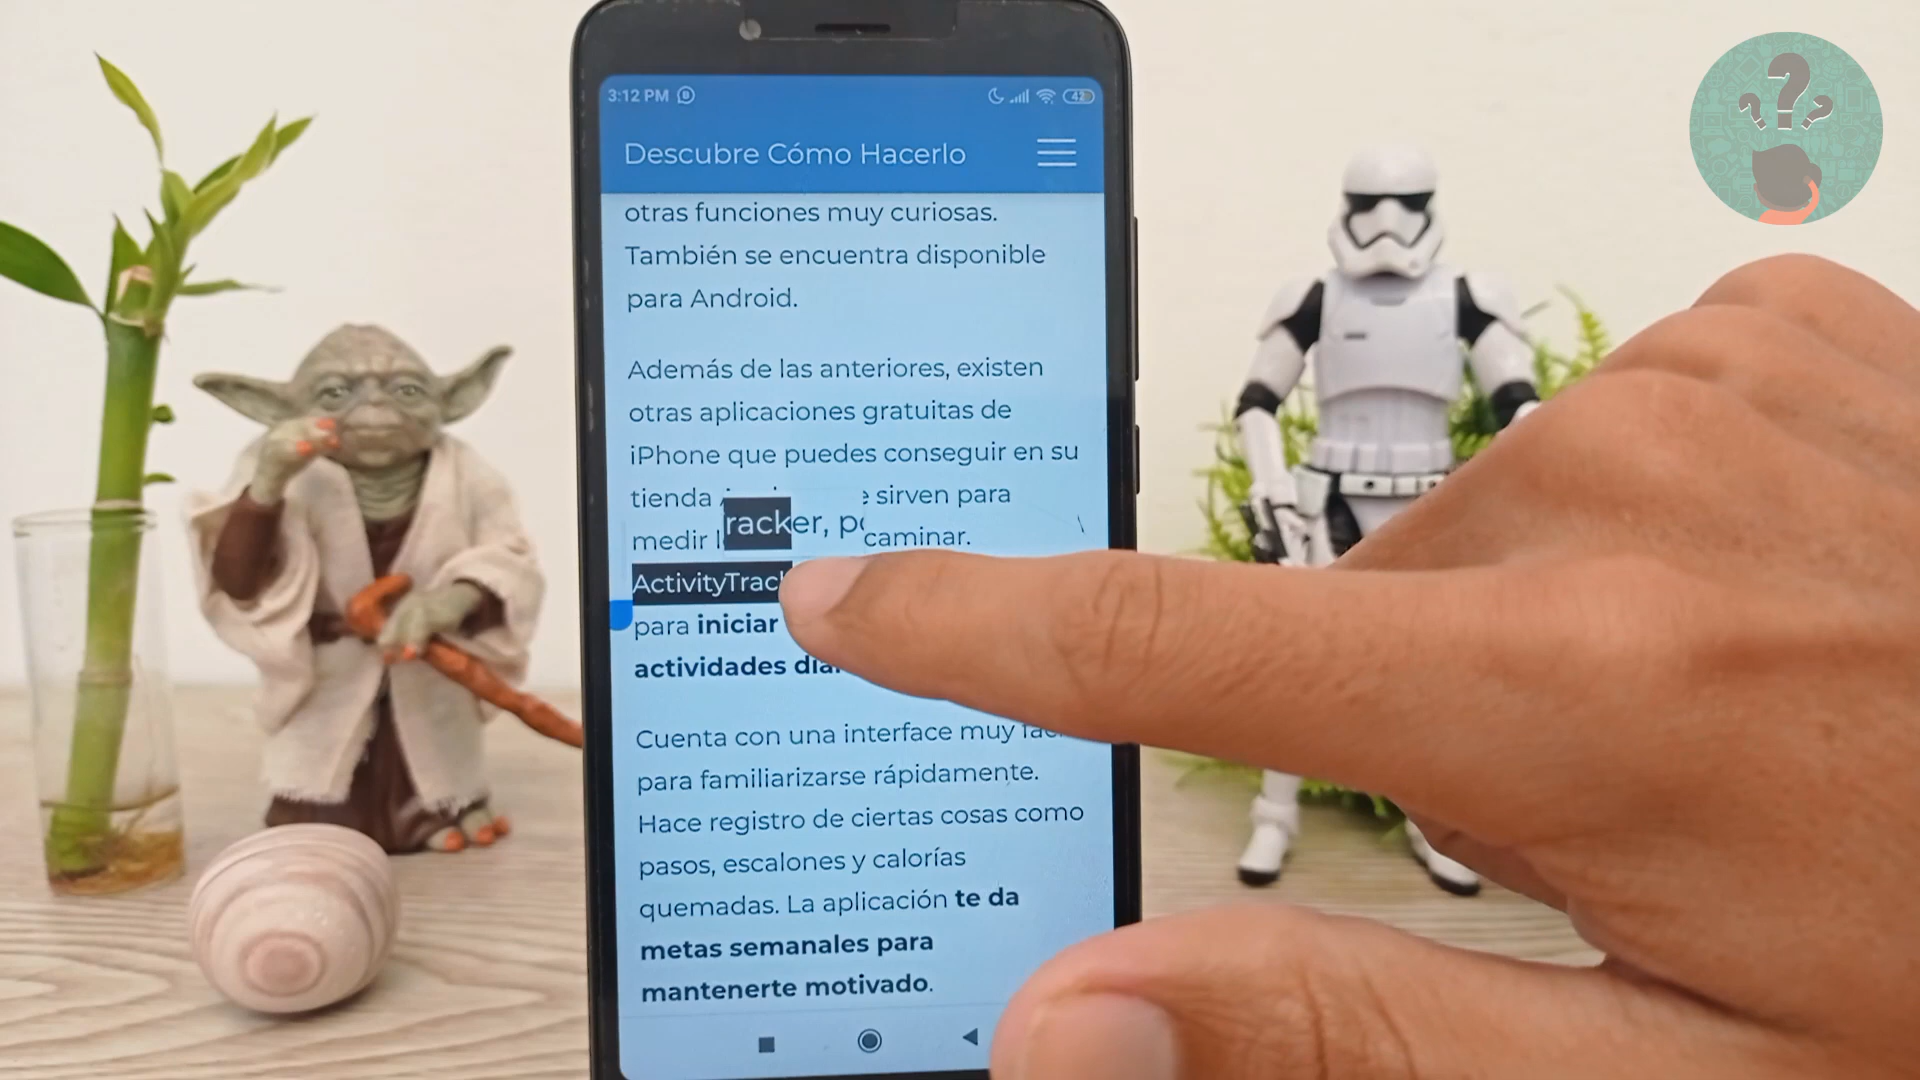 3:12 PM
42
Descubre Cómo Hacerlo
otras funciones muy curiosas.
También se encuentra disponible
para Android.
Además de las anteriores, existen
otras aplicaciones gratuitas de
iPhone que puedes conseguir en su
tienda sirven para
racker,
medir caminar.
ActivityTrack
para iniciar
actividades
Cuenta con una interface muy
para familiarizarse rápidamente.
Hace registro de ciertas cosas como
pasos, escalones y calorías
quemadas. La aplicación te da
metas semanales para
mantenerte motivado.